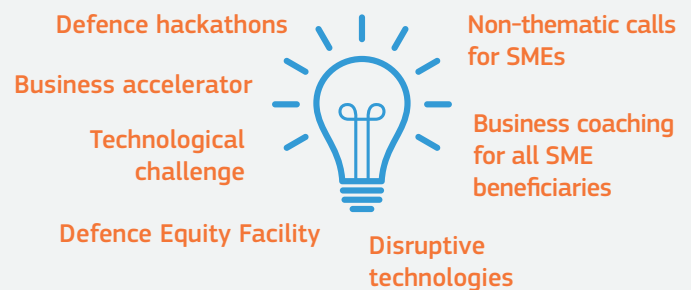 Defence hackathons
Business accelerator
Technological
challenge
Defence Equity Facility
Non-thematic calls
for SMEs
Business coaching
for all SME
beneficiaries
Disruptive
technologies